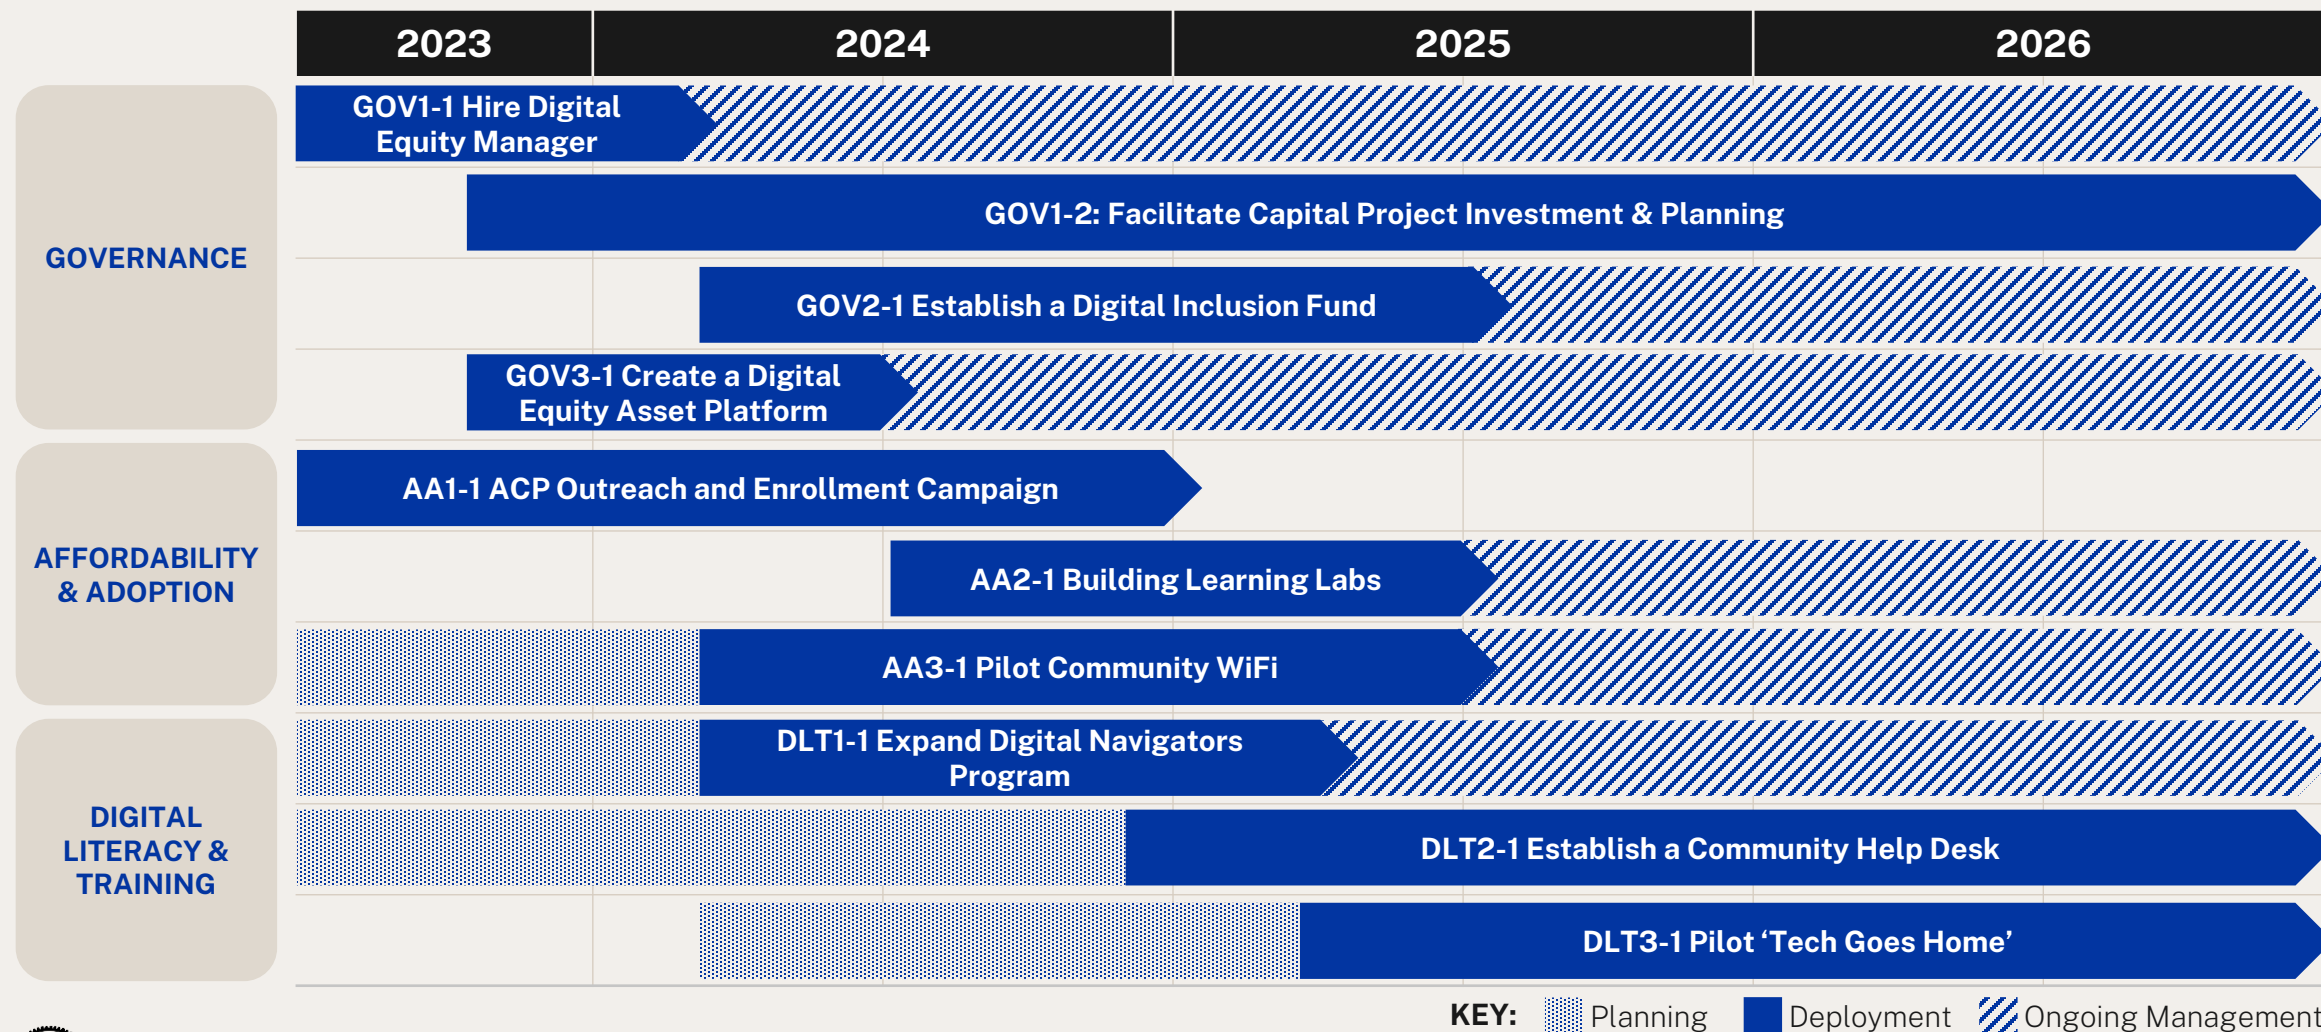 2023 2024 2025 2026
GOVERNANCE
GOV1-1 Hire Digital
Equity Manager
GOV1-2: Facilitate Capital Project Investment & Planning
GOV2-1 Establish a Digital Inclusion Fund
GOV3-1 Create a Digital
Equity Asset Platform
AFFORDABILITY
& ADOPTION
AA1-1 ACP Outreach and Enrollment Campaign
AA2-1 Building Learning Labs
AA3-1 Pilot Community WiFi
DIGITAL
LITERACY &
TRAINING
DLT1-1 Expand Digital Navigators
Program
DLT2-1 Establish a Community Help Desk
DLT3-1 Pilot ‘Tech Goes Home’
KEY: Planning Deployment Ongoing Management